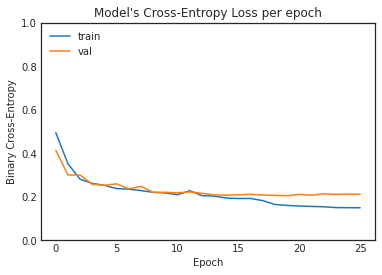 Model's Cross-Entropy Loss per epoch
1.0
train
val
0.8
0.6
0.4
0.2
0.0
Binary Cross-Entropy
0 5 10 15 20 25
Epoch